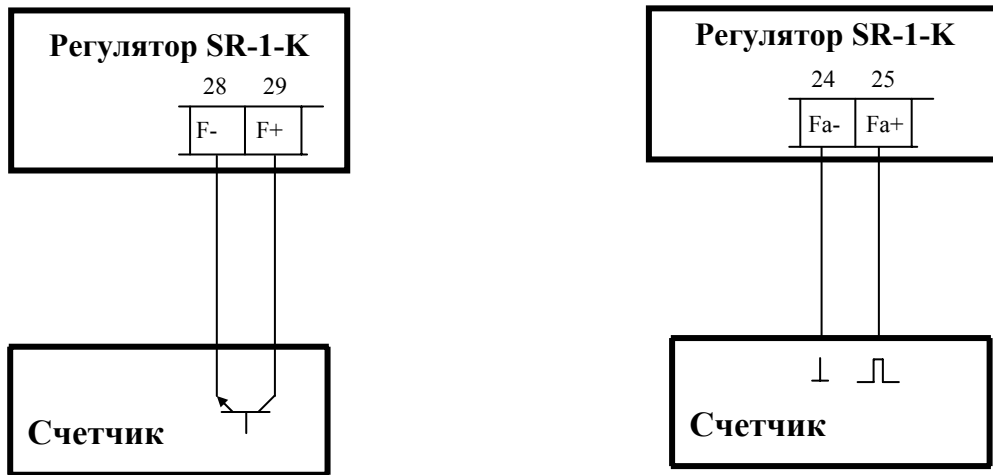 Регулятор SR-1-K
28 29
F- F+
Счетчик
Регулятор SR-1-K
24 25
Fa- Fa+
Счетчик